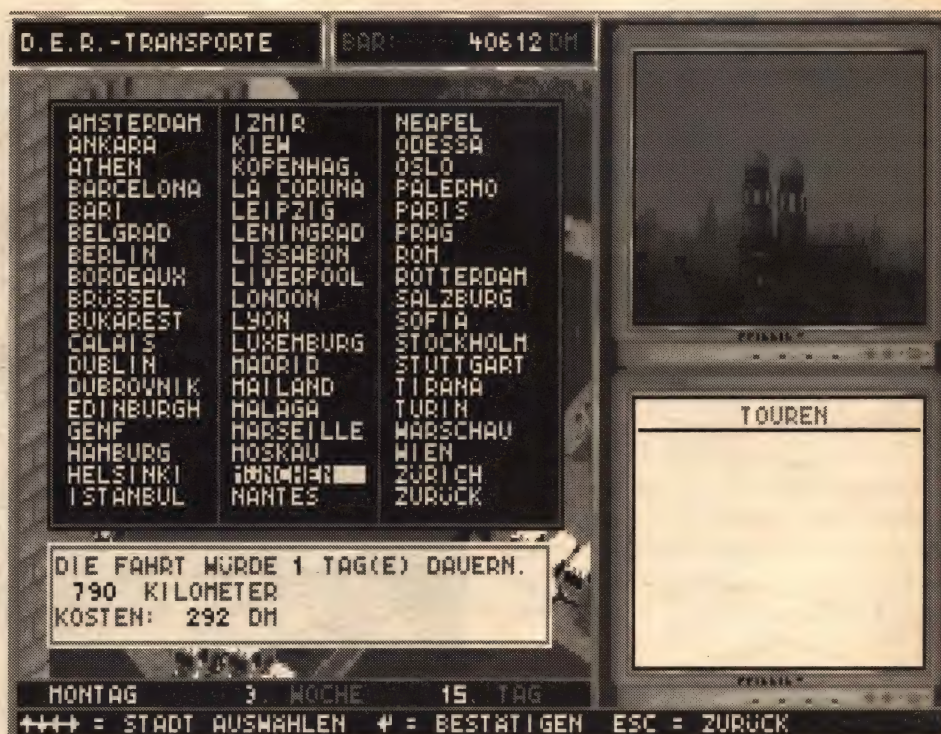 D.E.R.-TRANSPORTE
BAR: 40612 DM
AMSTERDAM
ANKARA
ATHEN
BARCELONA
BARI
BELGRAD
BERLIN
BORDEAUX
BRÜSSEL
BUKAREST
CALAIS
DUBLIN
DUBROVNIK
EDINBURGH
GENF
HAMBURG
HELSINKI
ISTANBUL
IZMIR
KIEW
KOPENHAG.
LA CORUNA
LEIPZIG
LENINGRAD
LISSABON
LIVERPOOL
LONDON
LYON
LUXEMBURG
MADRID
MAILAND
MALAGA
MARSEILLE
MOSKAU
MÜNCHEN
NANTES
NEAPEL
ODESSA
OSLO
PALERMO
PARIS
PRAG
ROM
ROTTERDAM
SALZBURG
SOFIA
STOCKHOLM
STUTTGART
TIRANA
TURIN
WARSCHAU
WIEN
ZÜRICH
ZURÜCK
DIE FAHRT WÜRDE 1 TAG(E) DAUERN.
790 KILOMETER
KOSTEN: 292 DM
MONTAG 3. WOCHE 15. TAG
= STADT AUSWÄHLEN = BESTÄTIGEN ESC = ZURÜCK
TOUREN